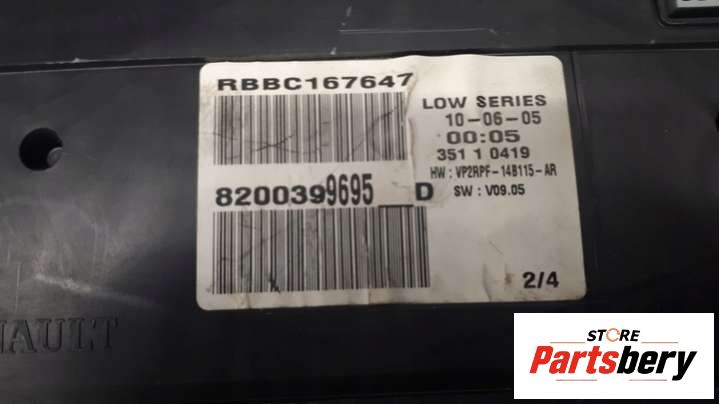 RBBC167647
LOW SERIES
10-06-05
00:05
351 1 0419
HW : VP2RPF-14B115-AR
SW : V09.05
8200399695__D
2/4
NAULT
STORE
Partsbery